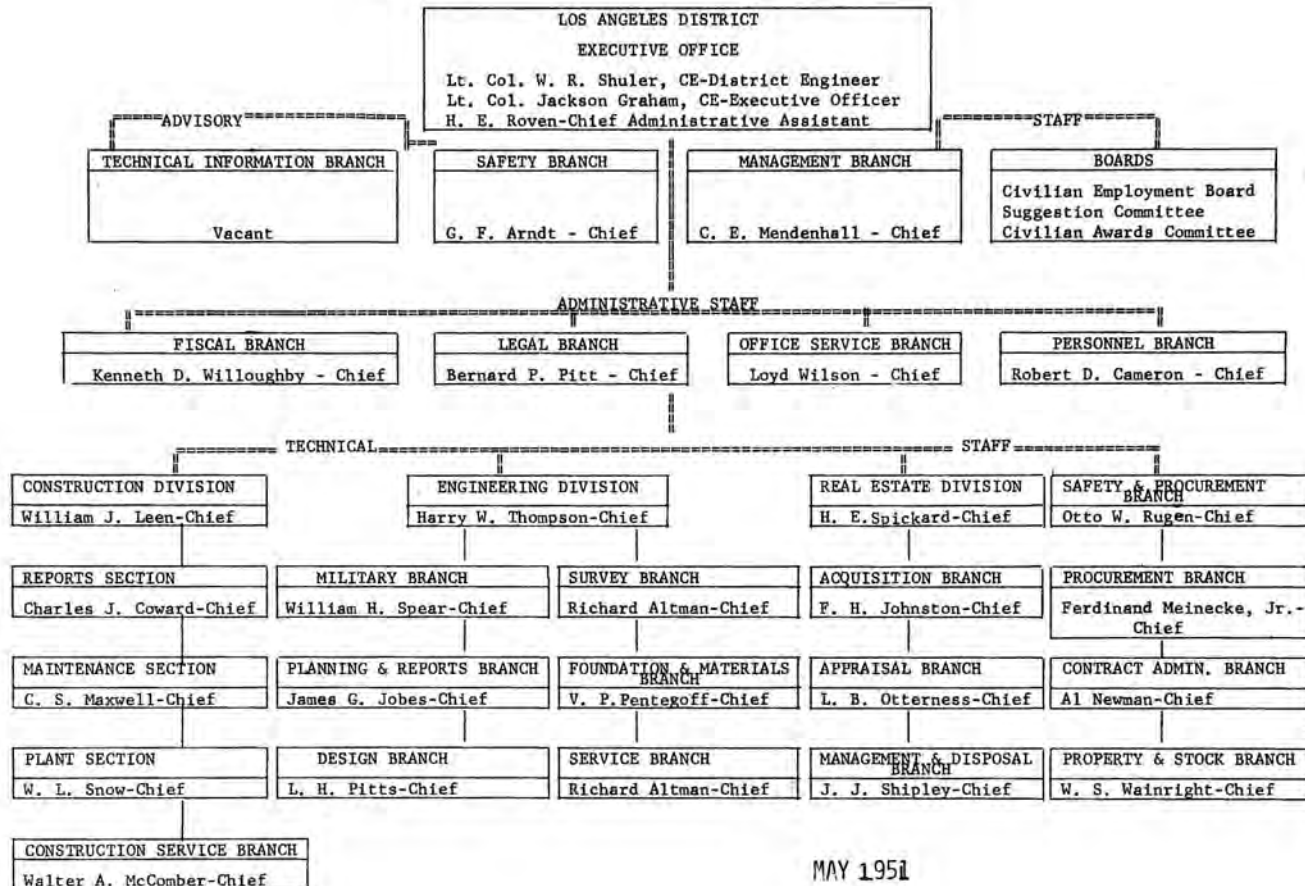 LOS ANGELES DISTRICT
EXECUTIVE OFFICE
Lt. Col. W. R. Shuler, CE-District Engineer
Lt. Col. Jackson Graham, CE-Executive Officer
H. E. Roven-Chief Administrative Assistant
ADVISORY
STAFF
TECHNICAL INFORMATION BRANCH
Vacant
SAFETY BRANCH
G. F. Arndt - Chief
MANAGEMENT BRANCH
C. E. Mendenhall - Chief
BOARDS
Civilian Employment Board
Suggestion Committee
Civilian Awards Committee
ADMINISTRATIVE STAFF
FISCAL BRANCH
Kenneth D. Willoughby - Chief
LEGAL BRANCH
Bernard P. Pitt - Chief
OFFICE SERVICE BRANCH
Loyd Wilson - Chief
PERSONNEL BRANCH
Robert D. Cameron - Chief
TECHNICAL
STAFF
CONSTRUCTION DIVISION
William J. Leen-Chief
ENGINEERING DIVISION
Harry W. Thompson-Chief
REAL ESTATE DIVISION
H. E. Spickard-Chief
SAFETY & PROCUREMENT
BRANCH
Otto W. Rugen-Chief
REPORTS SECTION
Charles J. Coward-Chief
MILITARY BRANCH
William H. Spear-Chief
SURVEY BRANCH
Richard Altman-Chief
ACQUISITION BRANCH
F. H. Johnston-Chief
PROCUREMENT BRANCH
Ferdinand Meinecke, Jr.-
Chief
MAINTENANCE SECTION
C. S. Maxwell-Chief
PLANNING & REPORTS BRANCH
James G. Jobes-Chief
FOUNDATION & MATERIALS
BRANCH
V. P. Pentegoff-Chief
APPRAISAL BRANCH
L. B. Otterness-Chief
CONTRACT ADMIN. BRANCH
Al Newman-Chief
PLANT SECTION
W. L. Snow-Chief
DESIGN BRANCH
L. H. Pitts-Chief
SERVICE BRANCH
Richard Altman-Chief
MANAGEMENT & DISPOSAL
BRANCH
J. J. Shipley-Chief
PROPERTY & STOCK BRANCH
W. S. Wainright-Chief
CONSTRUCTION SERVICE BRANCH
Walter A. McComber-Chief
MAY 1951